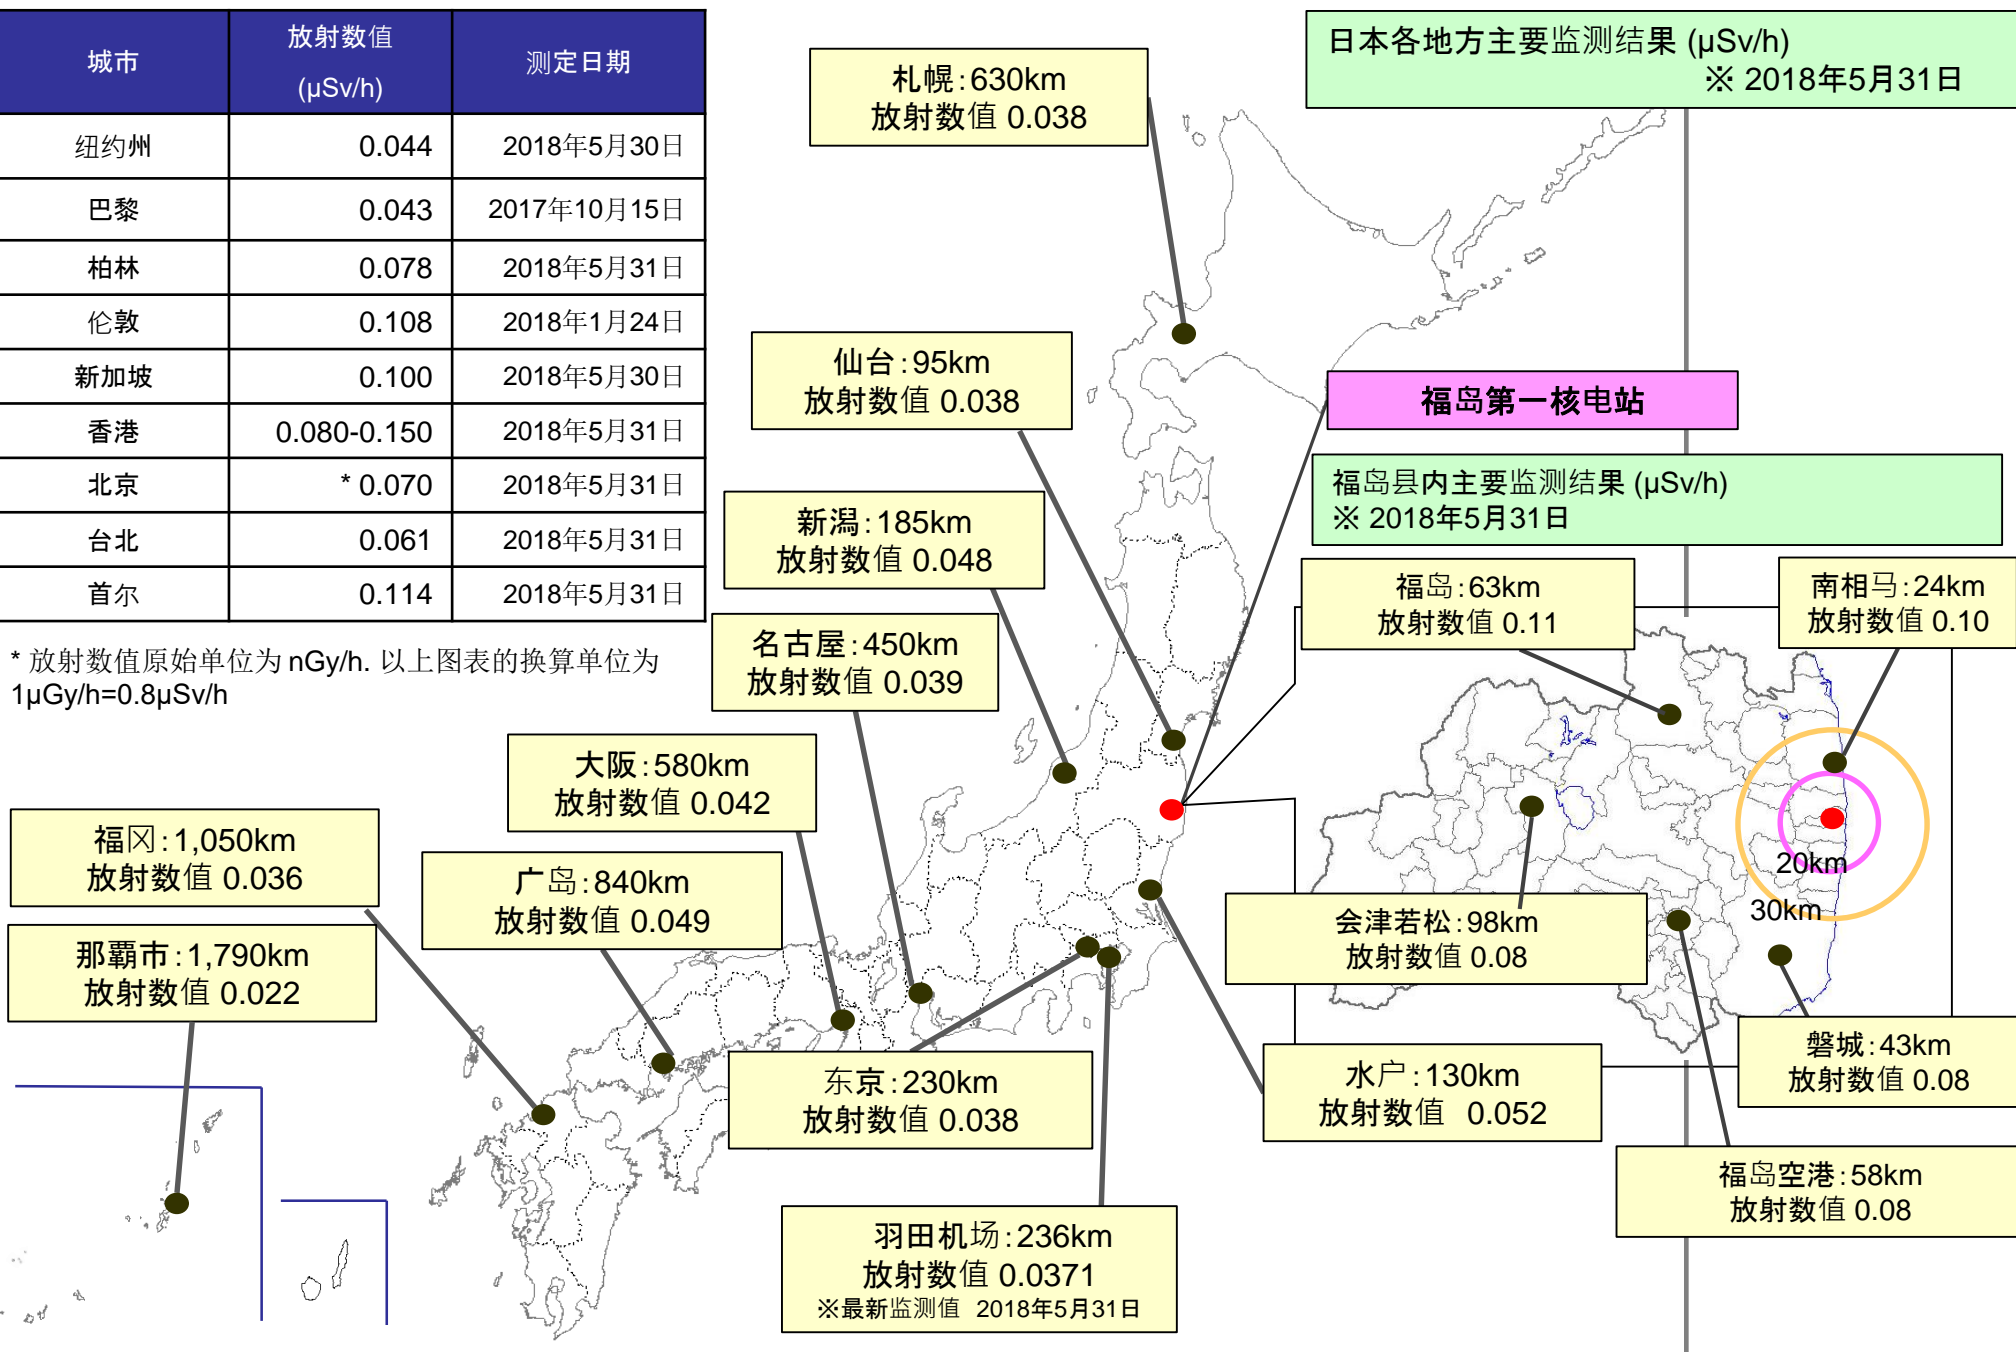 城市 放射数值 (μSv/h) 测定日期
纽约州 0.044 2018年5月30日
巴黎 0.043 2017年10月15日
柏林 0.078 2018年5月31日
伦敦 0.108 2018年1月24日
新加坡 0.100 2018年5月30日
香港 0.080-0.150 2018年5月31日
北京 * 0.070 2018年5月31日
台北 0.061 2018年5月31日
首尔 0.114 2018年5月31日
* 放射数值原始单位为 nGy/h. 以上图表的换算单位为
1μGy/h=0.8μSv/h
日本各地方主要监测结果 (μSv/h)
※ 2018年5月31日
札幌:630km
放射数值 0.038
仙台:95km
放射数值 0.038
福岛第一核电站
福岛县内主要监测结果 (μSv/h)
※ 2018年5月31日
新潟:185km
放射数值 0.048
福岛:63km
放射数值 0.11
南相马:24km
放射数值 0.10
名古屋:450km
放射数值 0.039
大阪:580km
放射数值 0.042
福冈:1,050km
放射数值 0.036
广岛:840km
放射数值 0.049
20km
30km
会津若松:98km
放射数值 0.08
那霸市:1,790km
放射数值 0.022
东京:230km
放射数值 0.038
水户:130km
放射数值 0.052
磐城:43km
放射数值 0.08
福岛空港:58km
放射数值 0.08
羽田机场:236km
放射数值 0.0371
※最新监测值 2018年5月31日